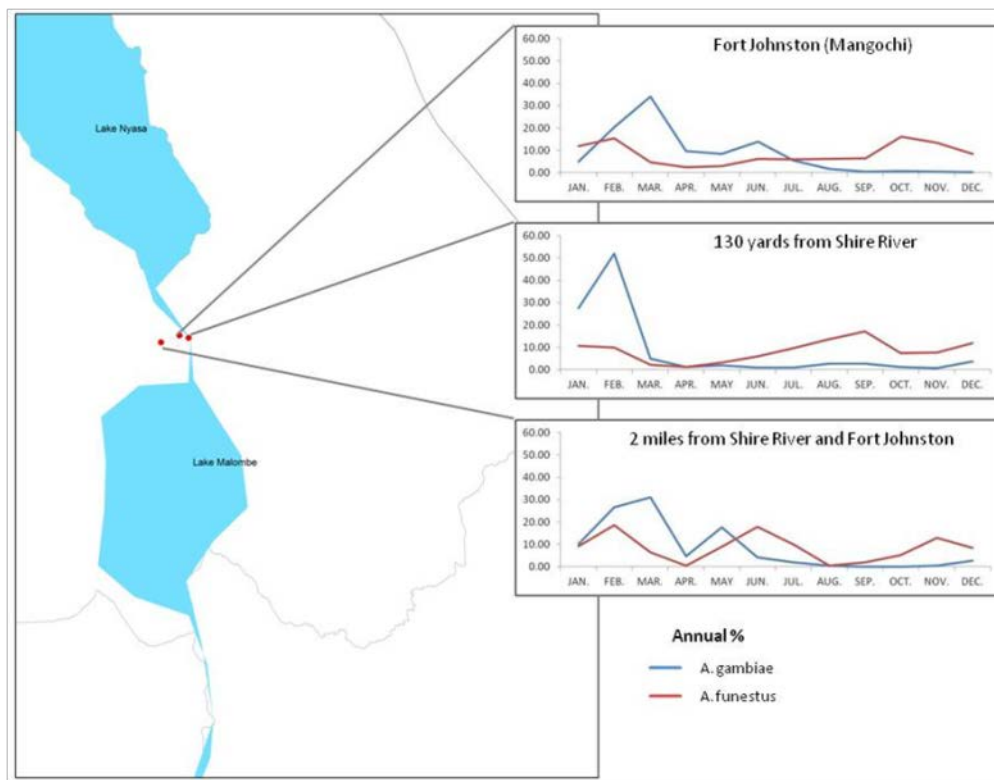 Lake Nyasa
Lake Malombe
Fort Johnston (Mangochi)
60.00
50.00
40.00
30.00
20.00
10.00
0.00
JAN. FEB. MAR. APR. MAY JUN. JUL. AUG. SEP. OCT. NOV. DEC.
130 yards from Shire River
60.00
50.00
40.00
30.00
20.00
10.00
0.00
JAN. FEB. MAR. APR. MAY JUN. JUL. AUG. SEP. OCT. NOV. DEC.
2 miles from Shire River and Fort Johnston
60.00
50.00
40.00
30.00
20.00
10.00
0.00
JAN. FEB. MAR. APR. MAY JUN. JUL. AUG. SEP. OCT. NOV. DEC.
Annual %
A. gambiae
A. funestus